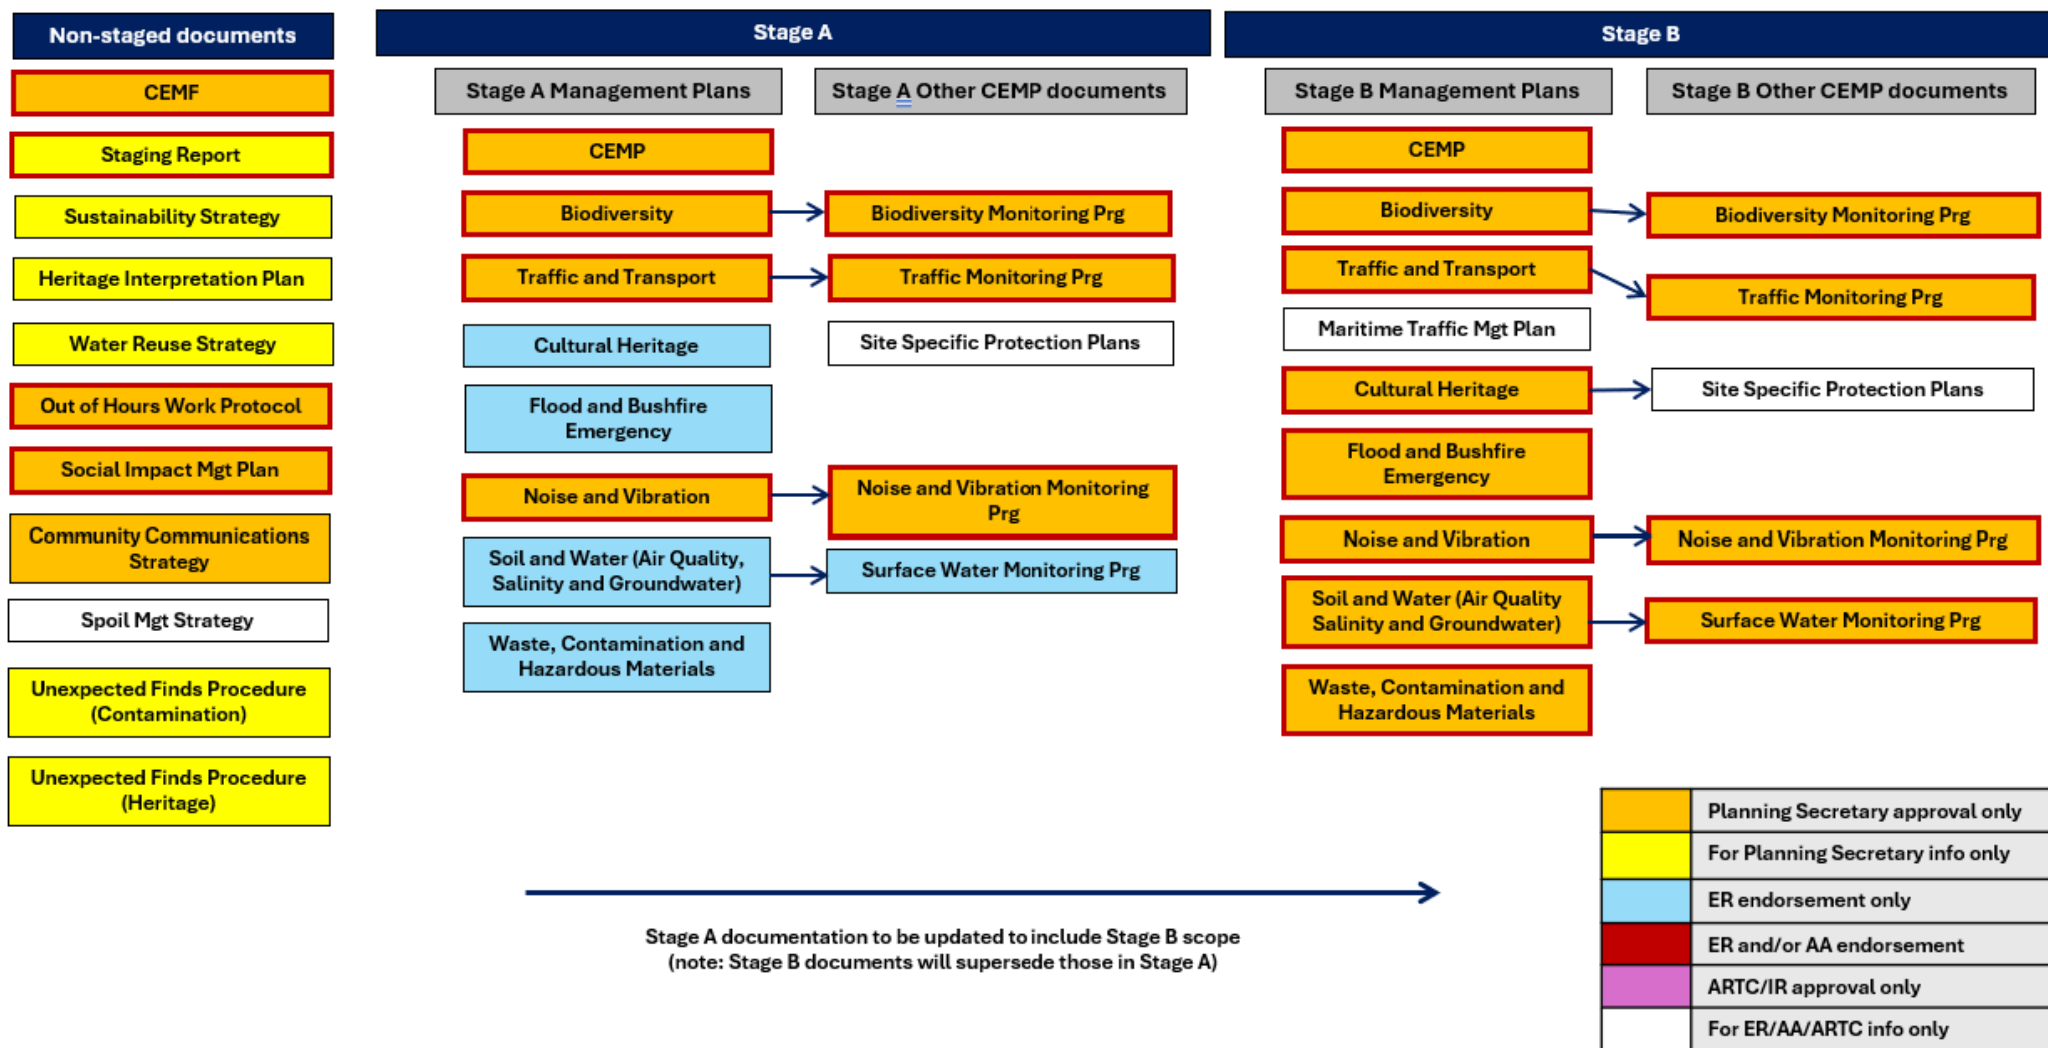 Non-staged documents
CEMF
Staging Report
Sustainability Strategy
Heritage Interpretation Plan
Water Reuse Strategy
Out of Hours Work Protocol
Social Impact Mgt Plan
Community Communications
Strategy
Spoil Mgt Strategy
Unexpected Finds Procedure
(Contamination)
Unexpected Finds Procedure
(Heritage)
Stage A
Stage A Management Plans
CEMP
Biodiversity
Traffic and Transport
Cultural Heritage
Flood and Bushfire
Emergency
Noise and Vibration
Soil and Water (Air Quality,
Salinity and Groundwater)
Waste, Contamination and
Hazardous Materials
Stage A Other CEMP documents
Biodiversity Monitoring Prg
Traffic Monitoring Prg
Site Specific Protection Plans
Noise and Vibration Monitoring
Prg
Surface Water Monitoring Prg
Stage B
Stage B Management Plans
CEMP
Biodiversity
Traffic and Transport
Maritime Traffic Mgt Plan
Cultural Heritage
Flood and Bushfire
Emergency
Noise and Vibration
Soil and Water (Air Quality
Salinity and Groundwater)
Waste, Contamination and
Hazardous Materials
Stage B Other CEMP documents
Biodiversity Monitoring Prg
Traffic Monitoring Prg
Site Specific Protection Plans
Noise and Vibration Monitoring Prg
Surface Water Monitoring Prg
Stage A documentation to be updated to include Stage B scope
(note: Stage B documents will supersede those in Stage A)
Planning Secretary approval only
For Planning Secretary info only
ER endorsement only
ER and/or AA endorsement
ARTC/IR approval only
For ER/AA/ARTC info only